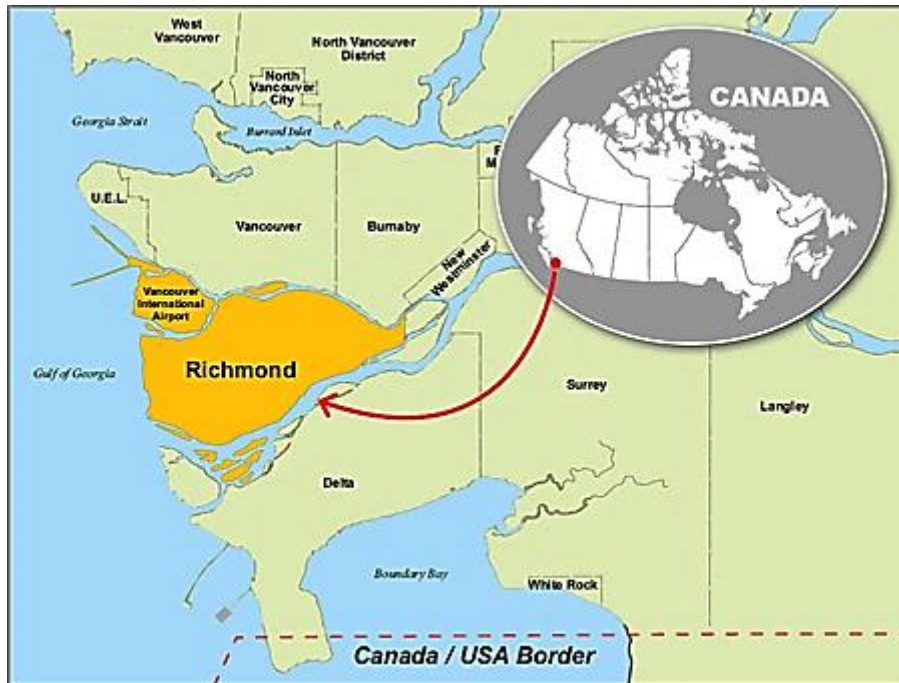 West
Vancouver
North Vancouver
District
North
Vancouver
City
CANADA
Georgia Strait
Burrard Inlet
U.E.L.
Vancouver
Burnaby
New
Westminster
Vancouver
International
Airport
Richmond
Gulf of Georgia
Surrey
Langley
Delta
Boundary Bay
White Rock
Canada / USA Border